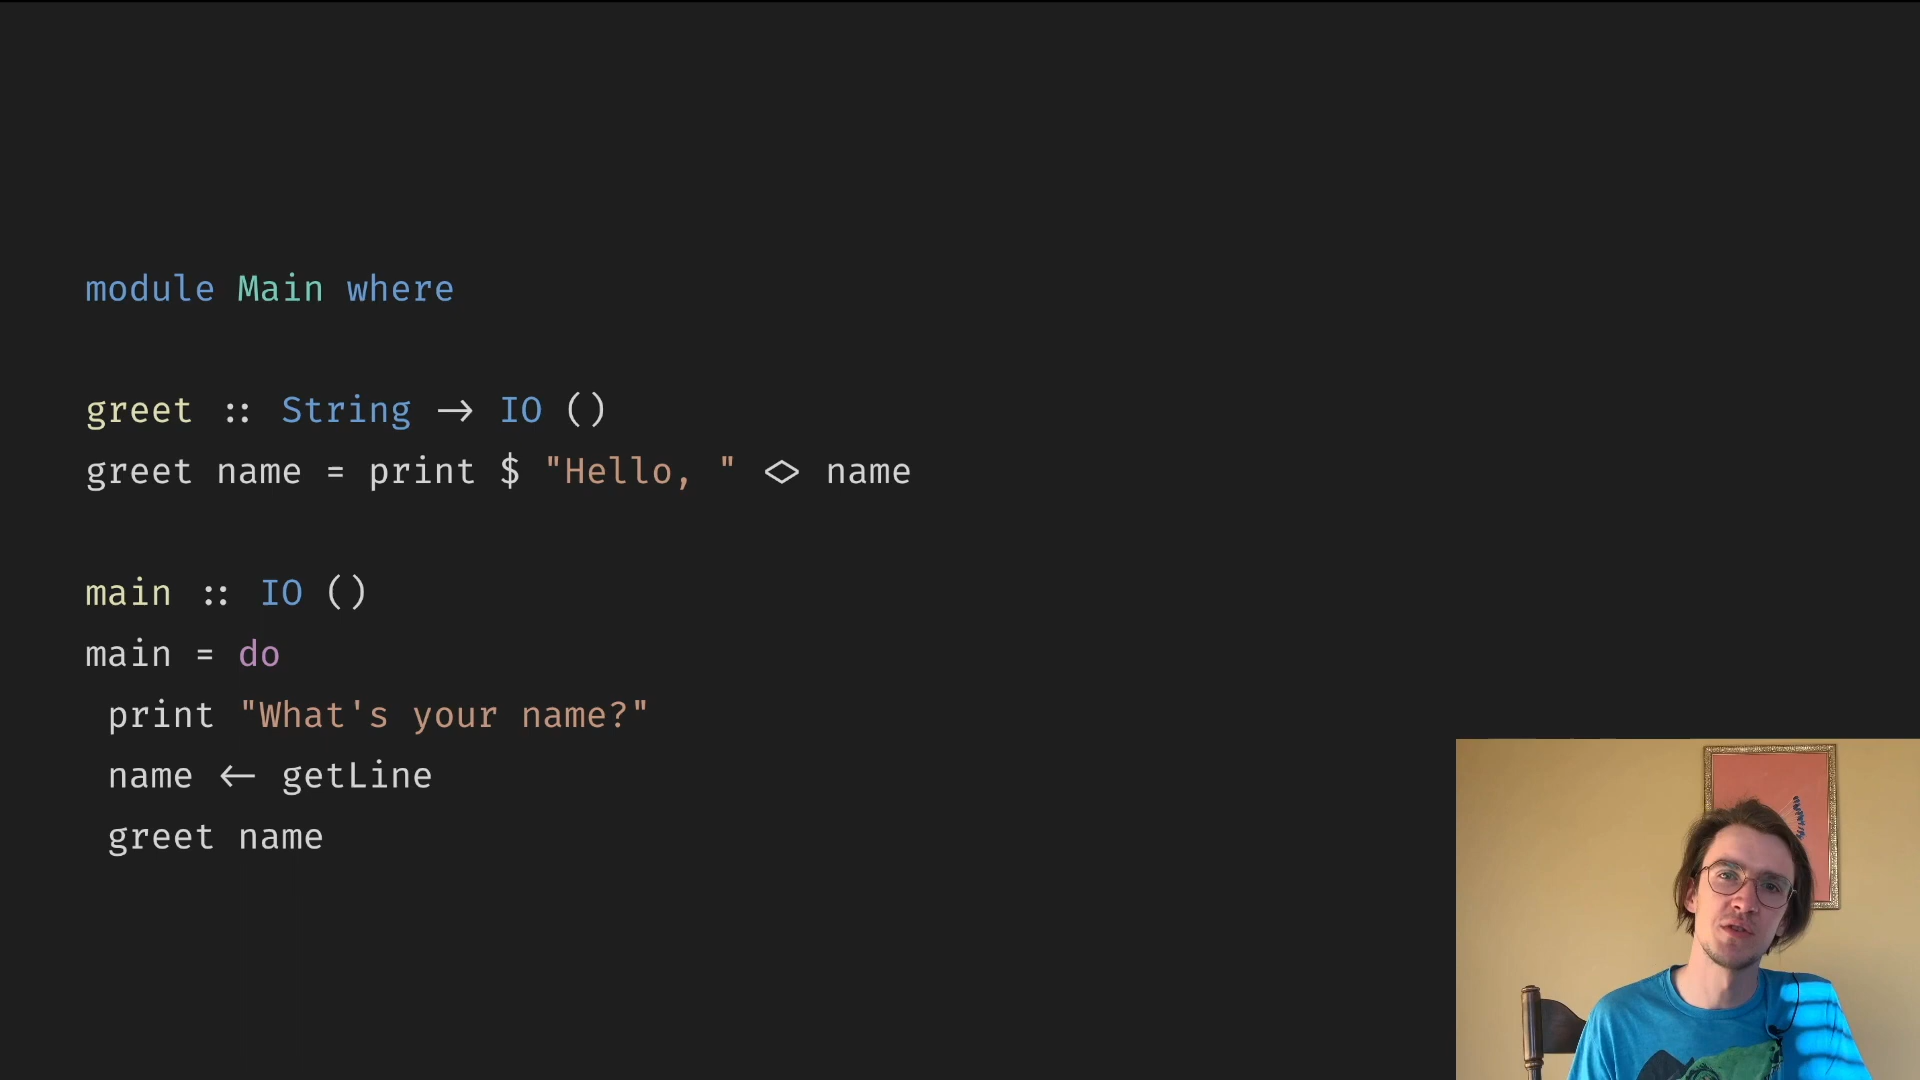 module Main where
greet :: String -> IO ()
greet name = print $ "Hello, " <> name
main :: IO ()
main = do
print "What's your name?"
name <- getLine
greet name